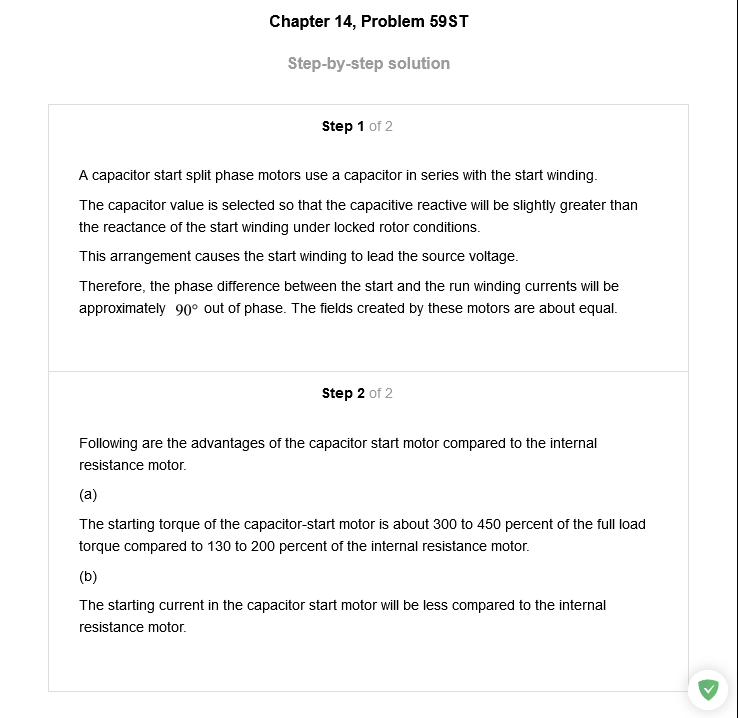 Chapter 14, Problem 59ST
Step-by-step solution
Step 1 of 2
A capacitor start split phase motors use a capacitor in series with the start winding.
The capacitor value is selected so that the capacitive reactive will be slightly greater than
the reactance of the start winding under locked rotor conditions.
This arrangement causes the start winding to lead the source voltage.
Therefore, the phase difference between the start and the run winding currents will be
approximately 90° out of phase. The fields created by these motors are about equal.
Step 2 of 2
Following are the advantages of the capacitor start motor compared to the internal
resistance motor.
(a)
The starting torque of the capacitor-start motor is about 300 to 450 percent of the full load
torque compared to 130 to 200 percent of the internal resistance motor.
(b)
The starting current in the capacitor start motor will be less compared to the internal
resistance motor.